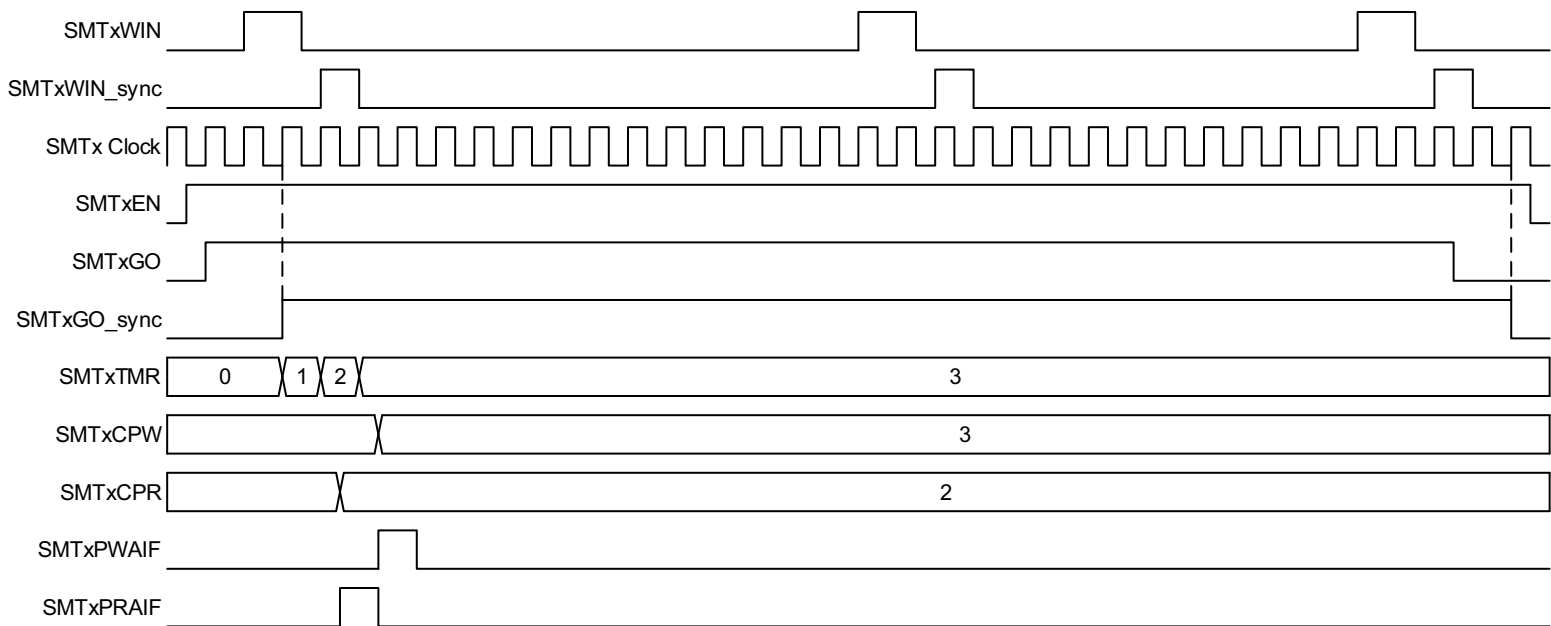 SMTxWIN
SMTxWIN_sync
SMTx Clock
SMTxEN
SMTxGO
SMTxGO_sync
SMTxTMR 0 1 2 3
SMTxCPW 3
SMTxCPR 2
SMTxPWAIF
SMTxPRAIF